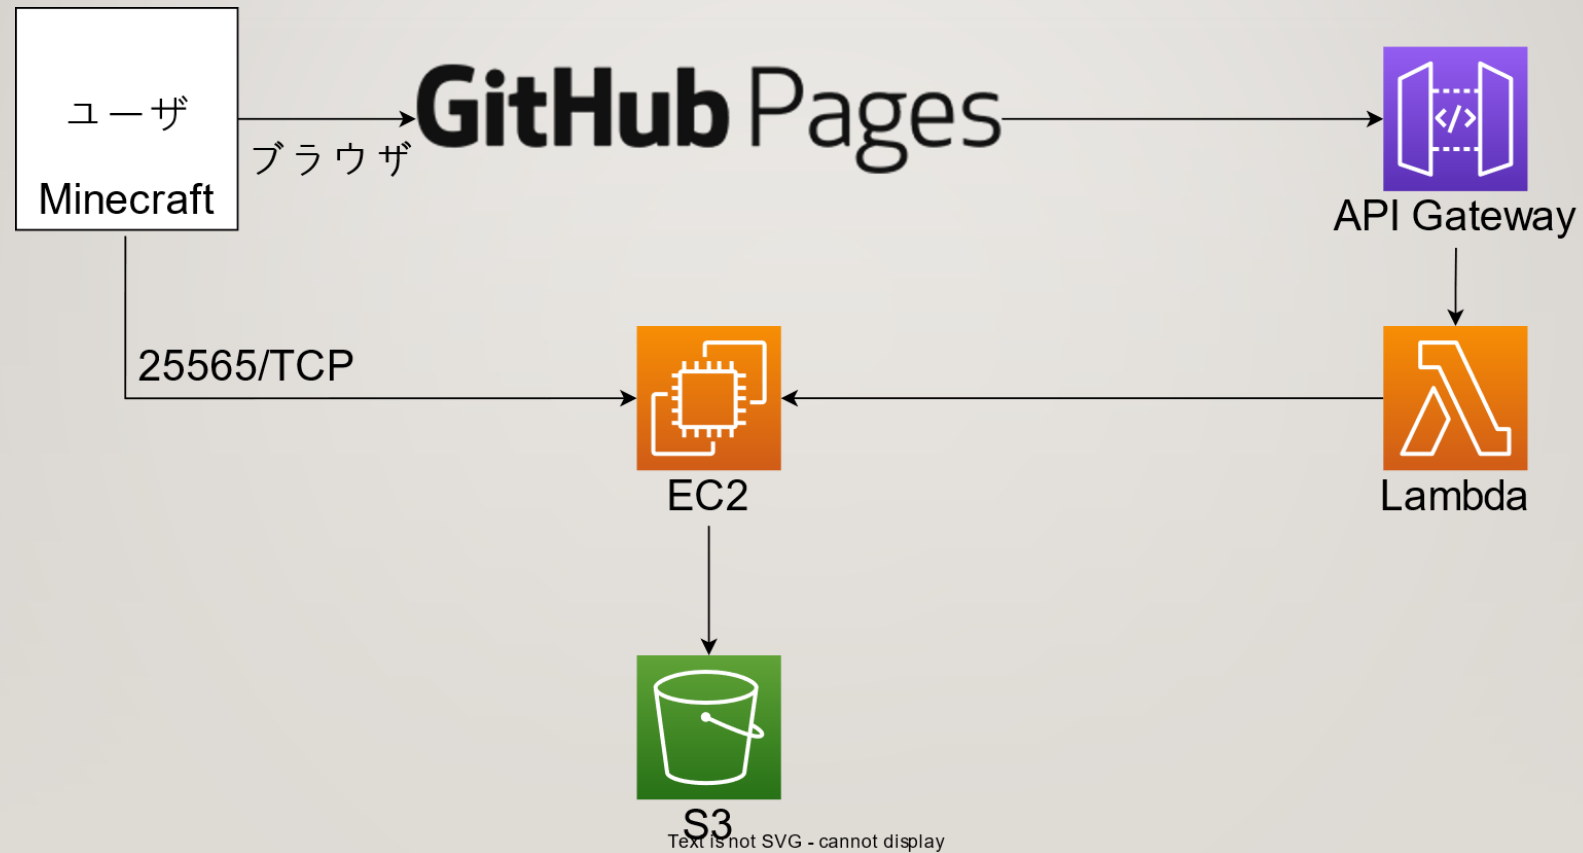 ユーザ
Minecraft
ブラウザ
GitHub Pages
API Gateway
25565/TCP
EC2
Lambda
S3
Text is not SVG - cannot display